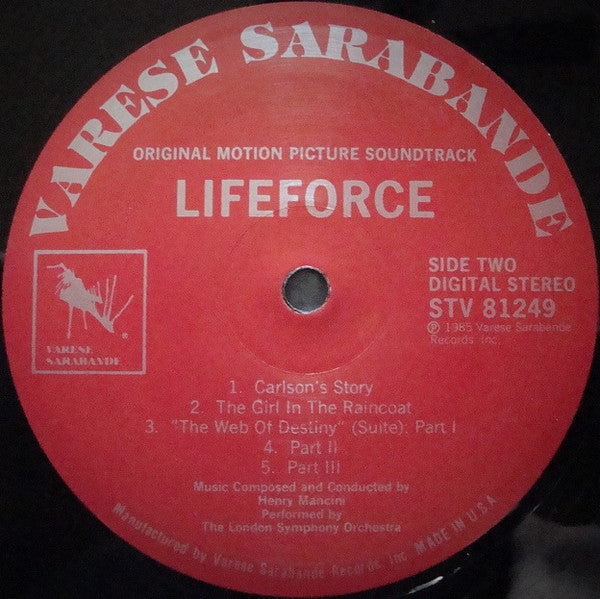 VARESE SARABANDE
ORIGINAL MOTION PICTURE SOUNDTRACK
LIFEFORCE
SIDE TWO
DIGITAL STEREO
STV 81249
℗ 1985 Varese Sarabande
Records, Inc.
®
VARESE
SARABANDE
1. Carlson's Story
2. The Girl In The Raincoat
3. "The Web Of Destiny" (Suite): Part I
4. Part II
5. Part III
Music Composed and Conducted by
Henry Mancini
Performed by
The London Symphony Orchestra
Manufactured by Varese Sarabande Records, Inc. MADE IN U.S.A.